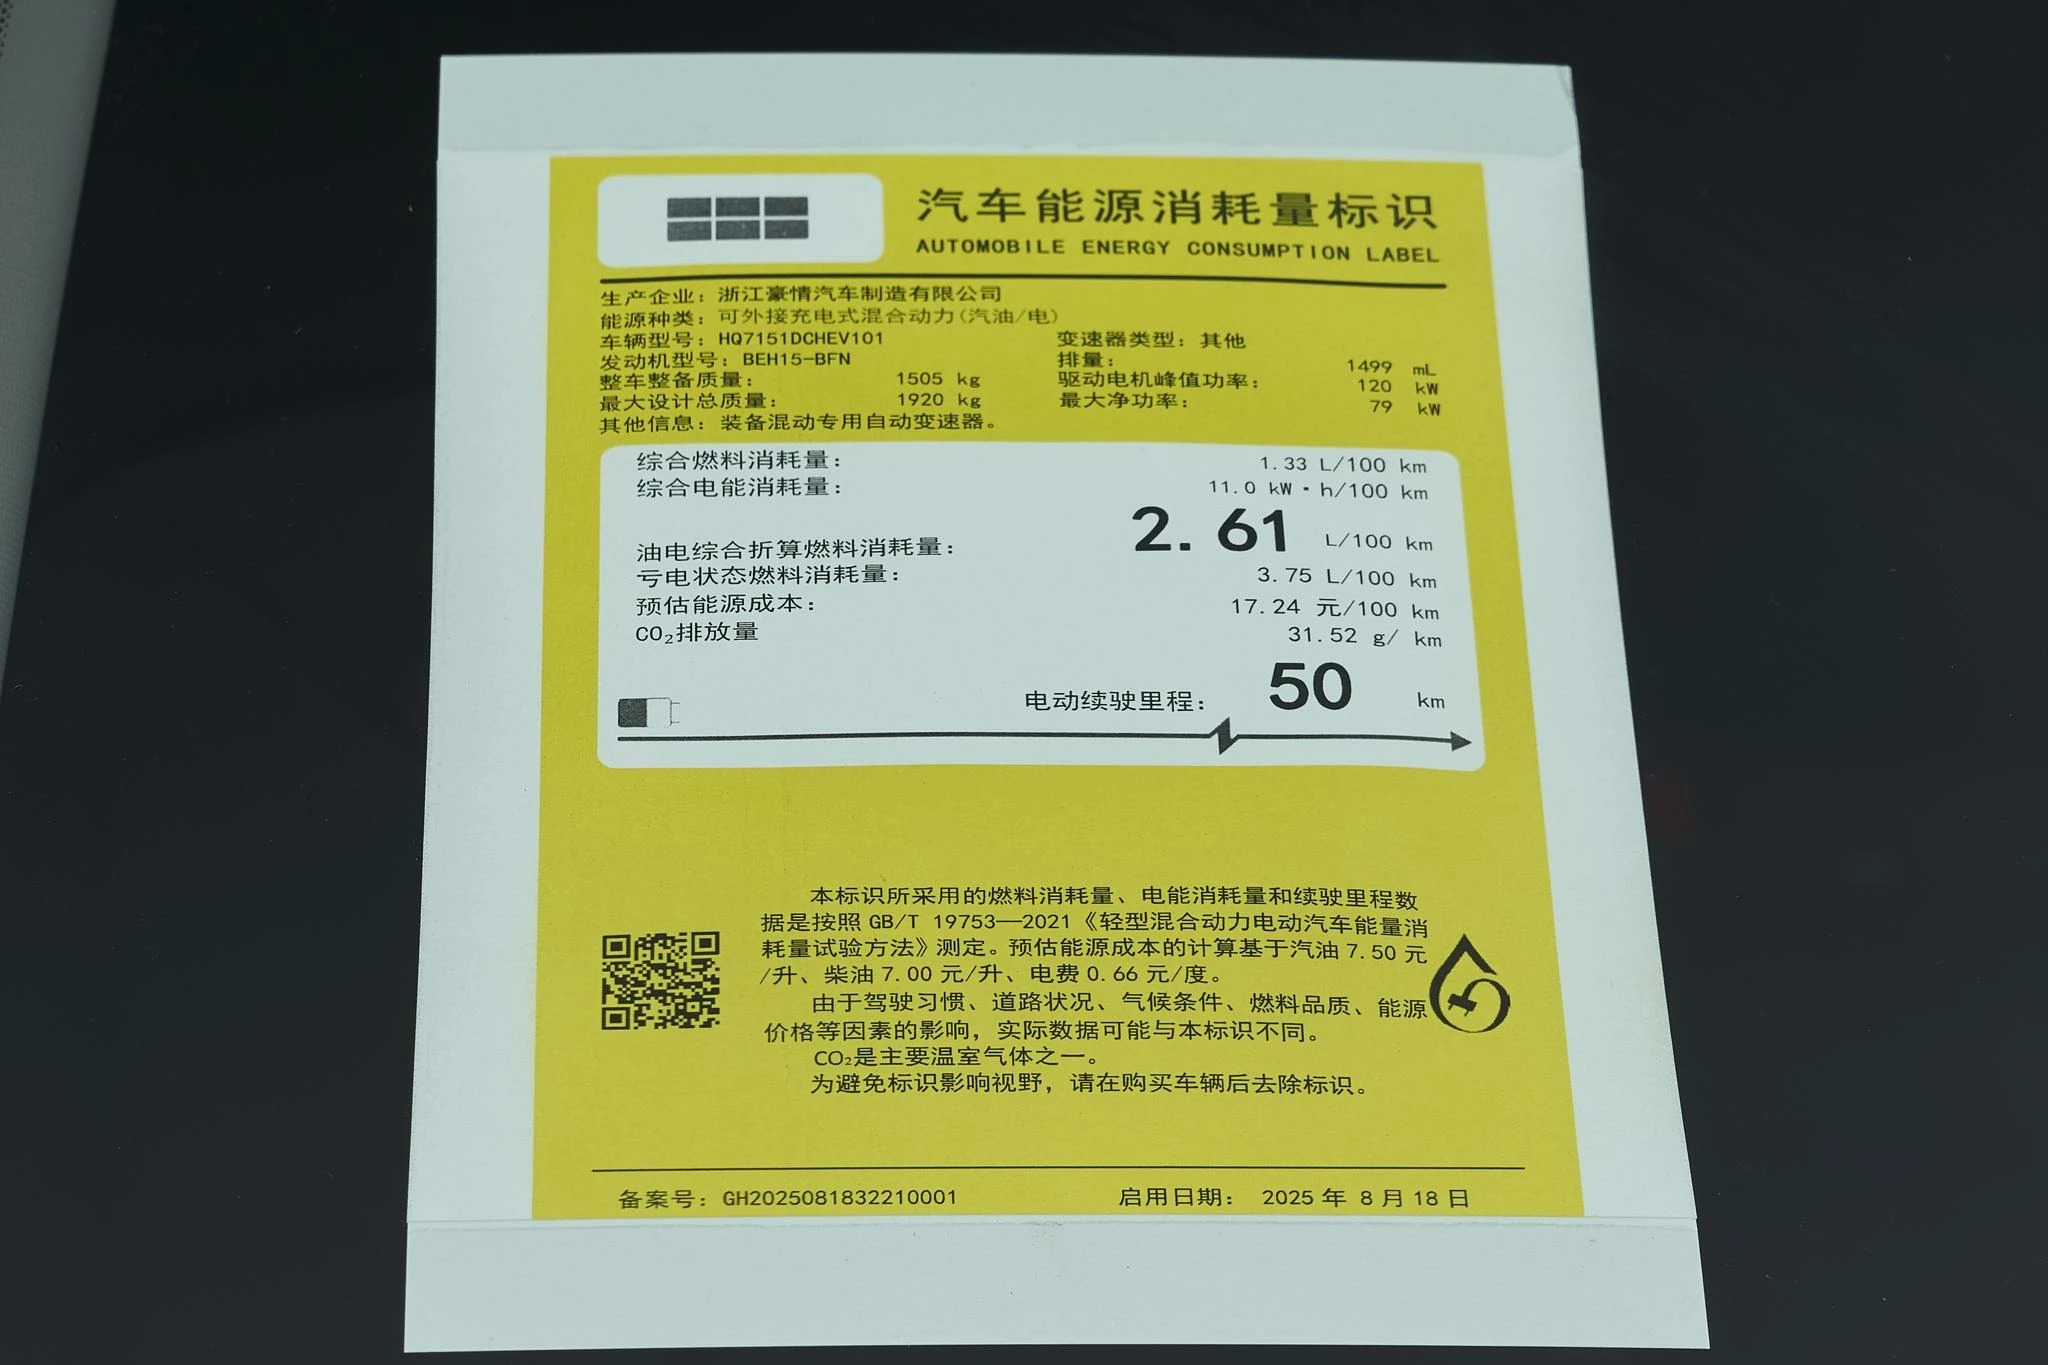 汽车能源消耗量标识
AUTOMOBILE ENERGY CONSUMPTION LABEL
生产企业：浙江豪情汽车制造有限公司
能源种类：可外接充电式混合动力(汽油/电)
车辆型号：HQ7151DCHEV101 变速器类型：其他
发动机型号：BEH15-BFN 排量： 1499 mL
整车整备质量： 1505 kg 驱动电机峰值功率： 120 kW
最大设计总质量： 1920 kg 最大净功率： 79 kW
其他信息：装备混动专用自动变速器。
综合燃料消耗量： 1.33 L/100 km
综合电能消耗量： 11.0 kW·h/100 km
油电综合折算燃料消耗量： 2.61 L/100 km
亏电状态燃料消耗量： 3.75 L/100 km
预估能源成本： 17.24 元/100 km
CO₂排放量 31.52 g/ km
电动续驶里程： 50 km
本标识所采用的燃料消耗量、电能消耗量和续驶里程数
据是按照 GB/T 19753—2021《轻型混合动力电动汽车能量消
耗量试验方法》测定。预估能源成本的计算基于汽油 7.50 元
/升、柴油 7.00 元/升、电费 0.66 元/度。
由于驾驶习惯、道路状况、气候条件、燃料品质、能源
价格等因素的影响，实际数据可能与本标识不同。
CO₂是主要温室气体之一。
为避免标识影响视野，请在购买车辆后去除标识。
备案号：GH2025081832210001 启用日期： 2025 年 8 月 18 日